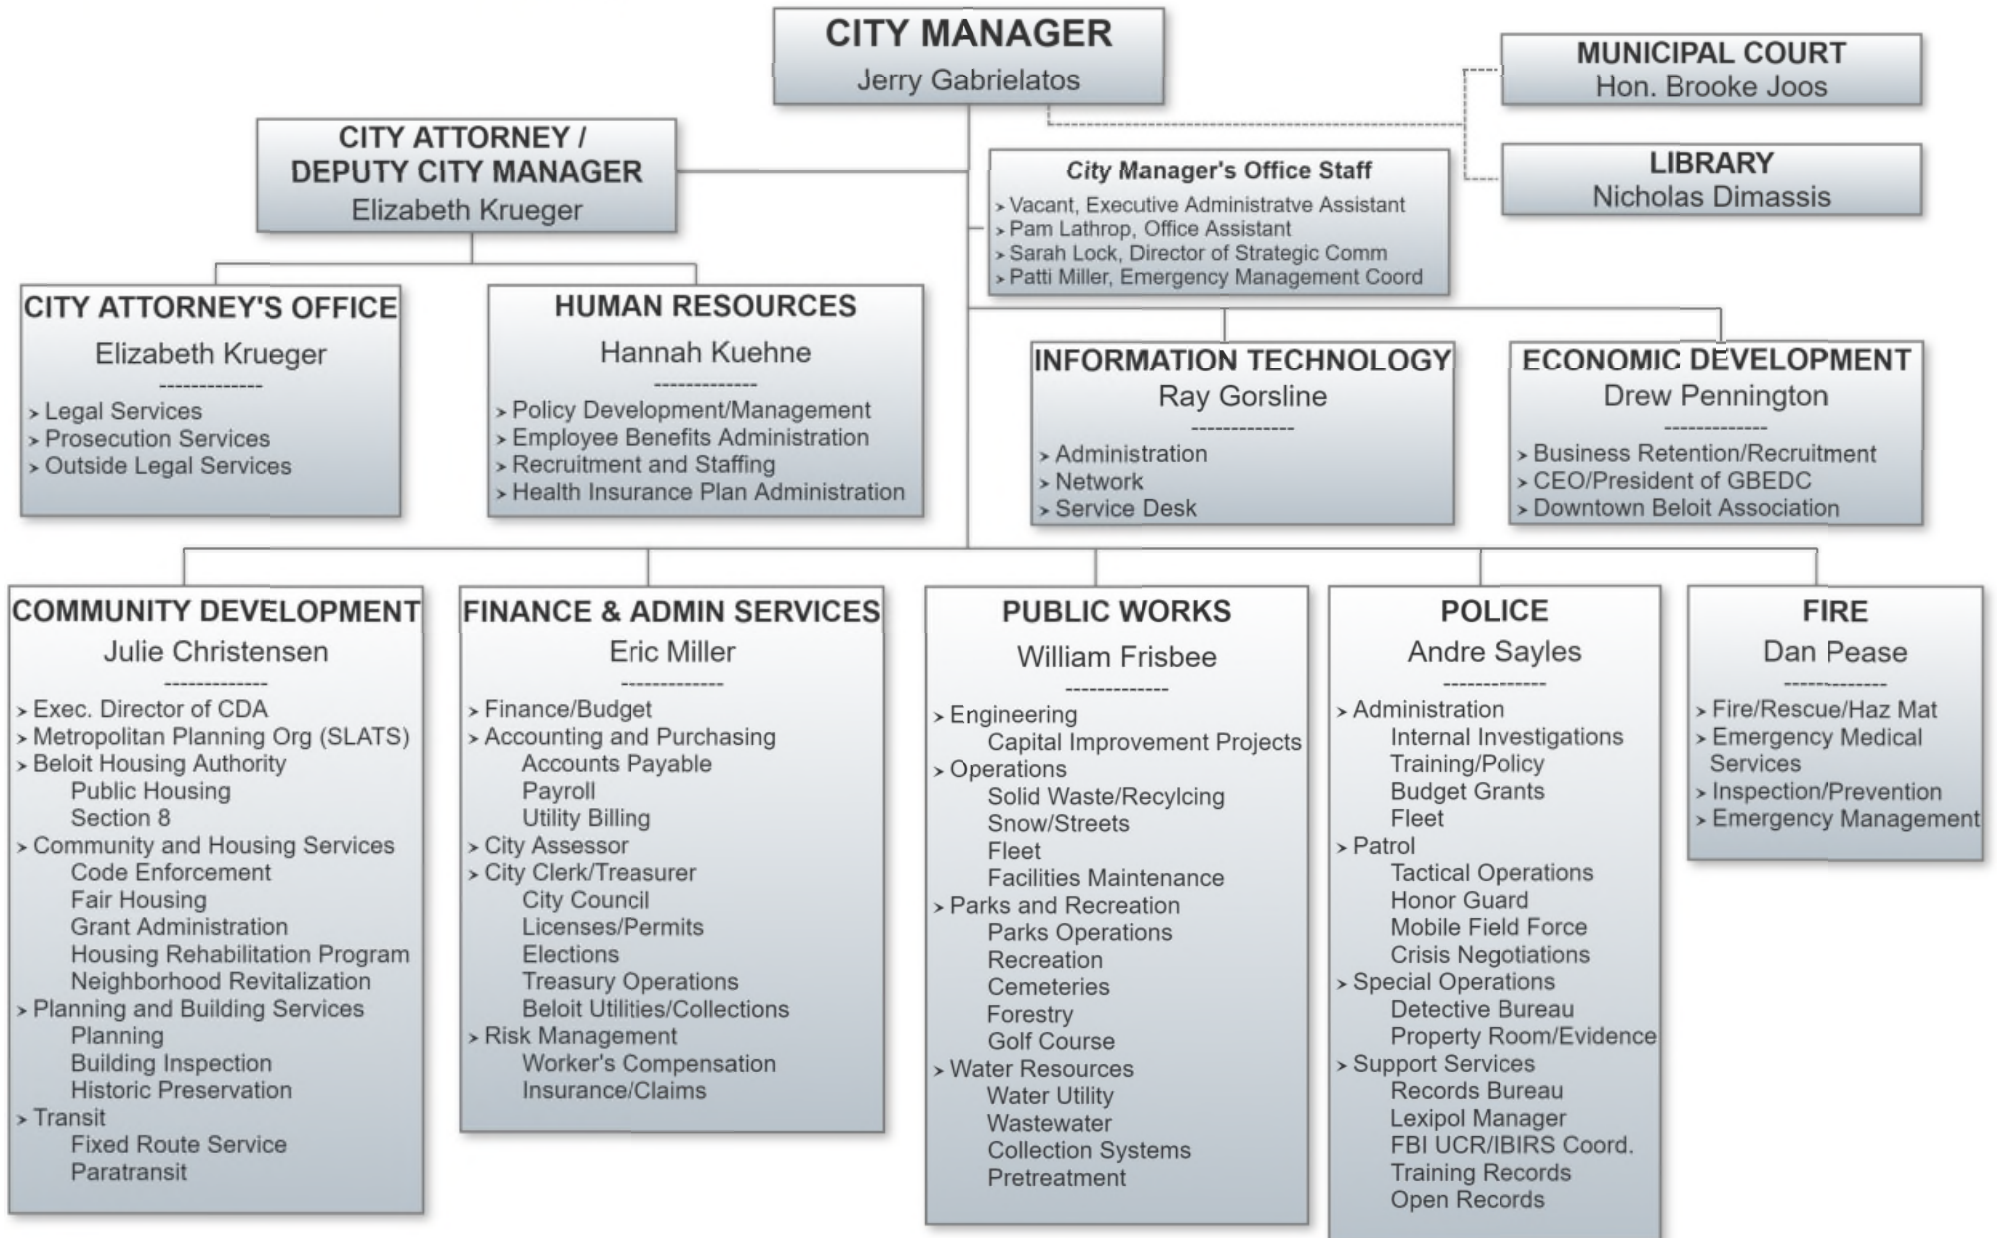 CITY MANAGER
Jerry Gabrielatos
MUNICIPAL COURT
Hon. Brooke Joos
LIBRARY
Nicholas Dimassis
CITY ATTORNEY /
DEPUTY CITY MANAGER
Elizabeth Krueger
City Manager's Office Staff
> Vacant, Executive Administratve Assistant
> Pam Lathrop, Office Assistant
> Sarah Lock, Director of Strategic Comm
> Patti Miller, Emergency Management Coord
CITY ATTORNEY'S OFFICE
Elizabeth Krueger
-------------
> Legal Services
> Prosecution Services
> Outside Legal Services
HUMAN RESOURCES
Hannah Kuehne
-------------
> Policy Development/Management
> Employee Benefits Administration
> Recruitment and Staffing
> Health Insurance Plan Administration
INFORMATION TECHNOLOGY
Ray Gorsline
-------------
> Administration
> Network
> Service Desk
ECONOMIC DEVELOPMENT
Drew Pennington
-------------
> Business Retention/Recruitment
> CEO/President of GBEDC
> Downtown Beloit Association
COMMUNITY DEVELOPMENT
Julie Christensen
-------------
> Exec. Director of CDA
> Metropolitan Planning Org (SLATS)
> Beloit Housing Authority
Public Housing
Section 8
> Community and Housing Services
Code Enforcement
Fair Housing
Grant Administration
Housing Rehabilitation Program
Neighborhood Revitalization
> Planning and Building Services
Planning
Building Inspection
Historic Preservation
> Transit
Fixed Route Service
Paratransit
FINANCE & ADMIN SERVICES
Eric Miller
-------------
> Finance/Budget
> Accounting and Purchasing
Accounts Payable
Payroll
Utility Billing
> City Assessor
> City Clerk/Treasurer
City Council
Licenses/Permits
Elections
Treasury Operations
Beloit Utilities/Collections
> Risk Management
Worker's Compensation
Insurance/Claims
PUBLIC WORKS
William Frisbee
-------------
> Engineering
Capital Improvement Projects
> Operations
Solid Waste/Recylcing
Snow/Streets
Fleet
Facilities Maintenance
> Parks and Recreation
Parks Operations
Recreation
Cemeteries
Forestry
Golf Course
> Water Resources
Water Utility
Wastewater
Collection Systems
Pretreatment
POLICE
Andre Sayles
-------------
> Administration
Internal Investigations
Training/Policy
Budget Grants
Fleet
> Patrol
Tactical Operations
Honor Guard
Mobile Field Force
Crisis Negotiations
> Special Operations
Detective Bureau
Property Room/Evidence
> Support Services
Records Bureau
Lexipol Manager
FBI UCR/IBIRS Coord.
Training Records
Open Records
FIRE
Dan Pease
-------------
> Fire/Rescue/Haz Mat
> Emergency Medical
Services
> Inspection/Prevention
> Emergency Management